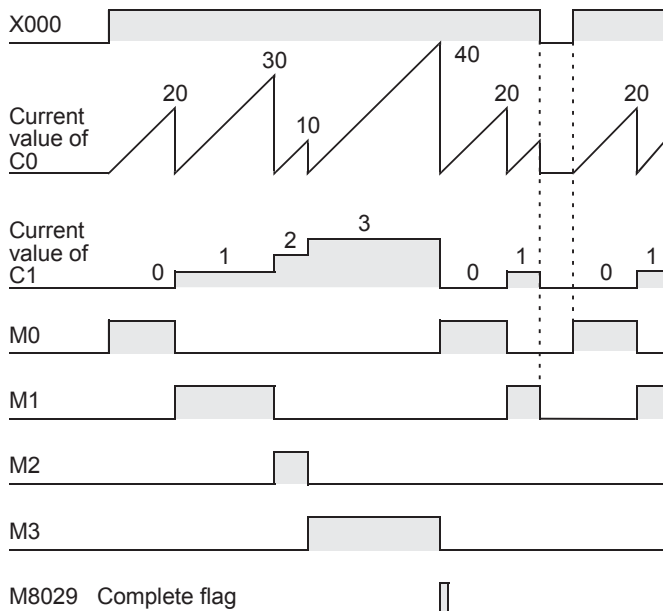 X000
30
40
20
20
20
10
Current
value of
C0
Current
value of
C1
0
1
2
3
0
1
0
1
M0
M1
M2
M3
M8029 Complete flag